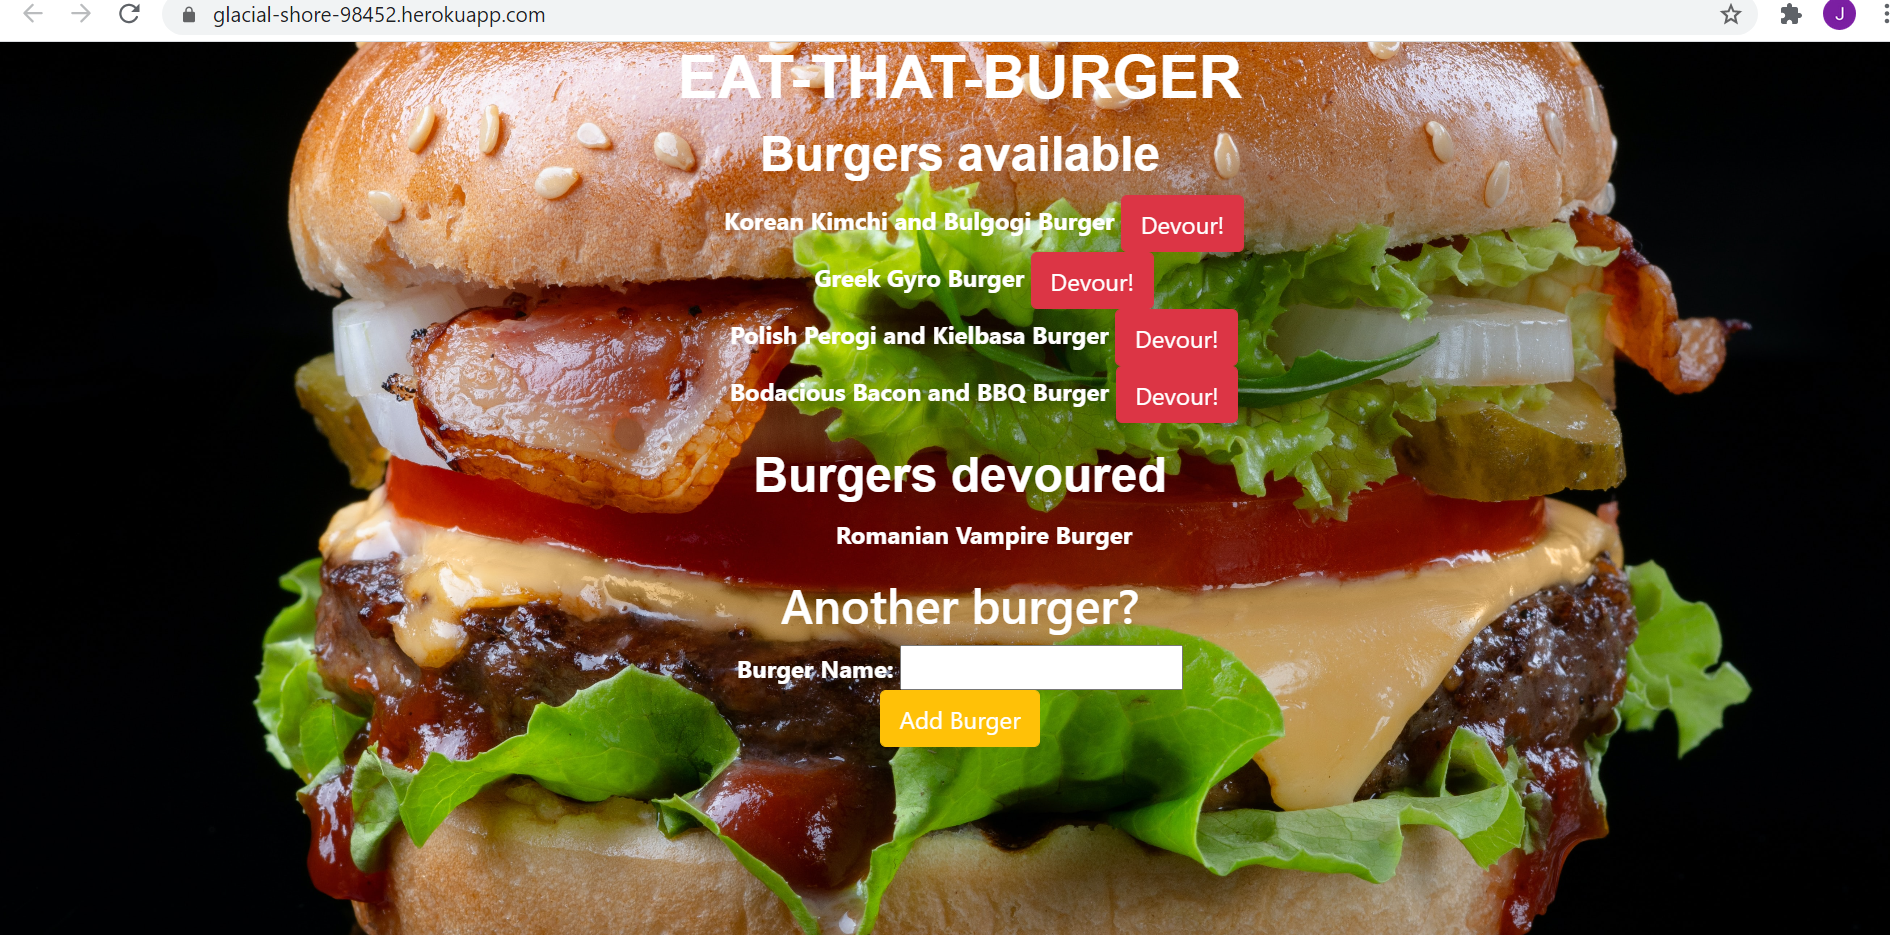 glacial-shore-98452.herokuapp.com
J
EAT-THAT-BURGER
Burgers available
Korean Kimchi and Bulgogi Burger Devour!
Greek Gyro Burger Devour!
Polish Perogi and Kielbasa Burger Devour!
Bodacious Bacon and BBQ Burger Devour!
Burgers devoured
Romanian Vampire Burger
Another burger?
Burger Name:
Add Burger